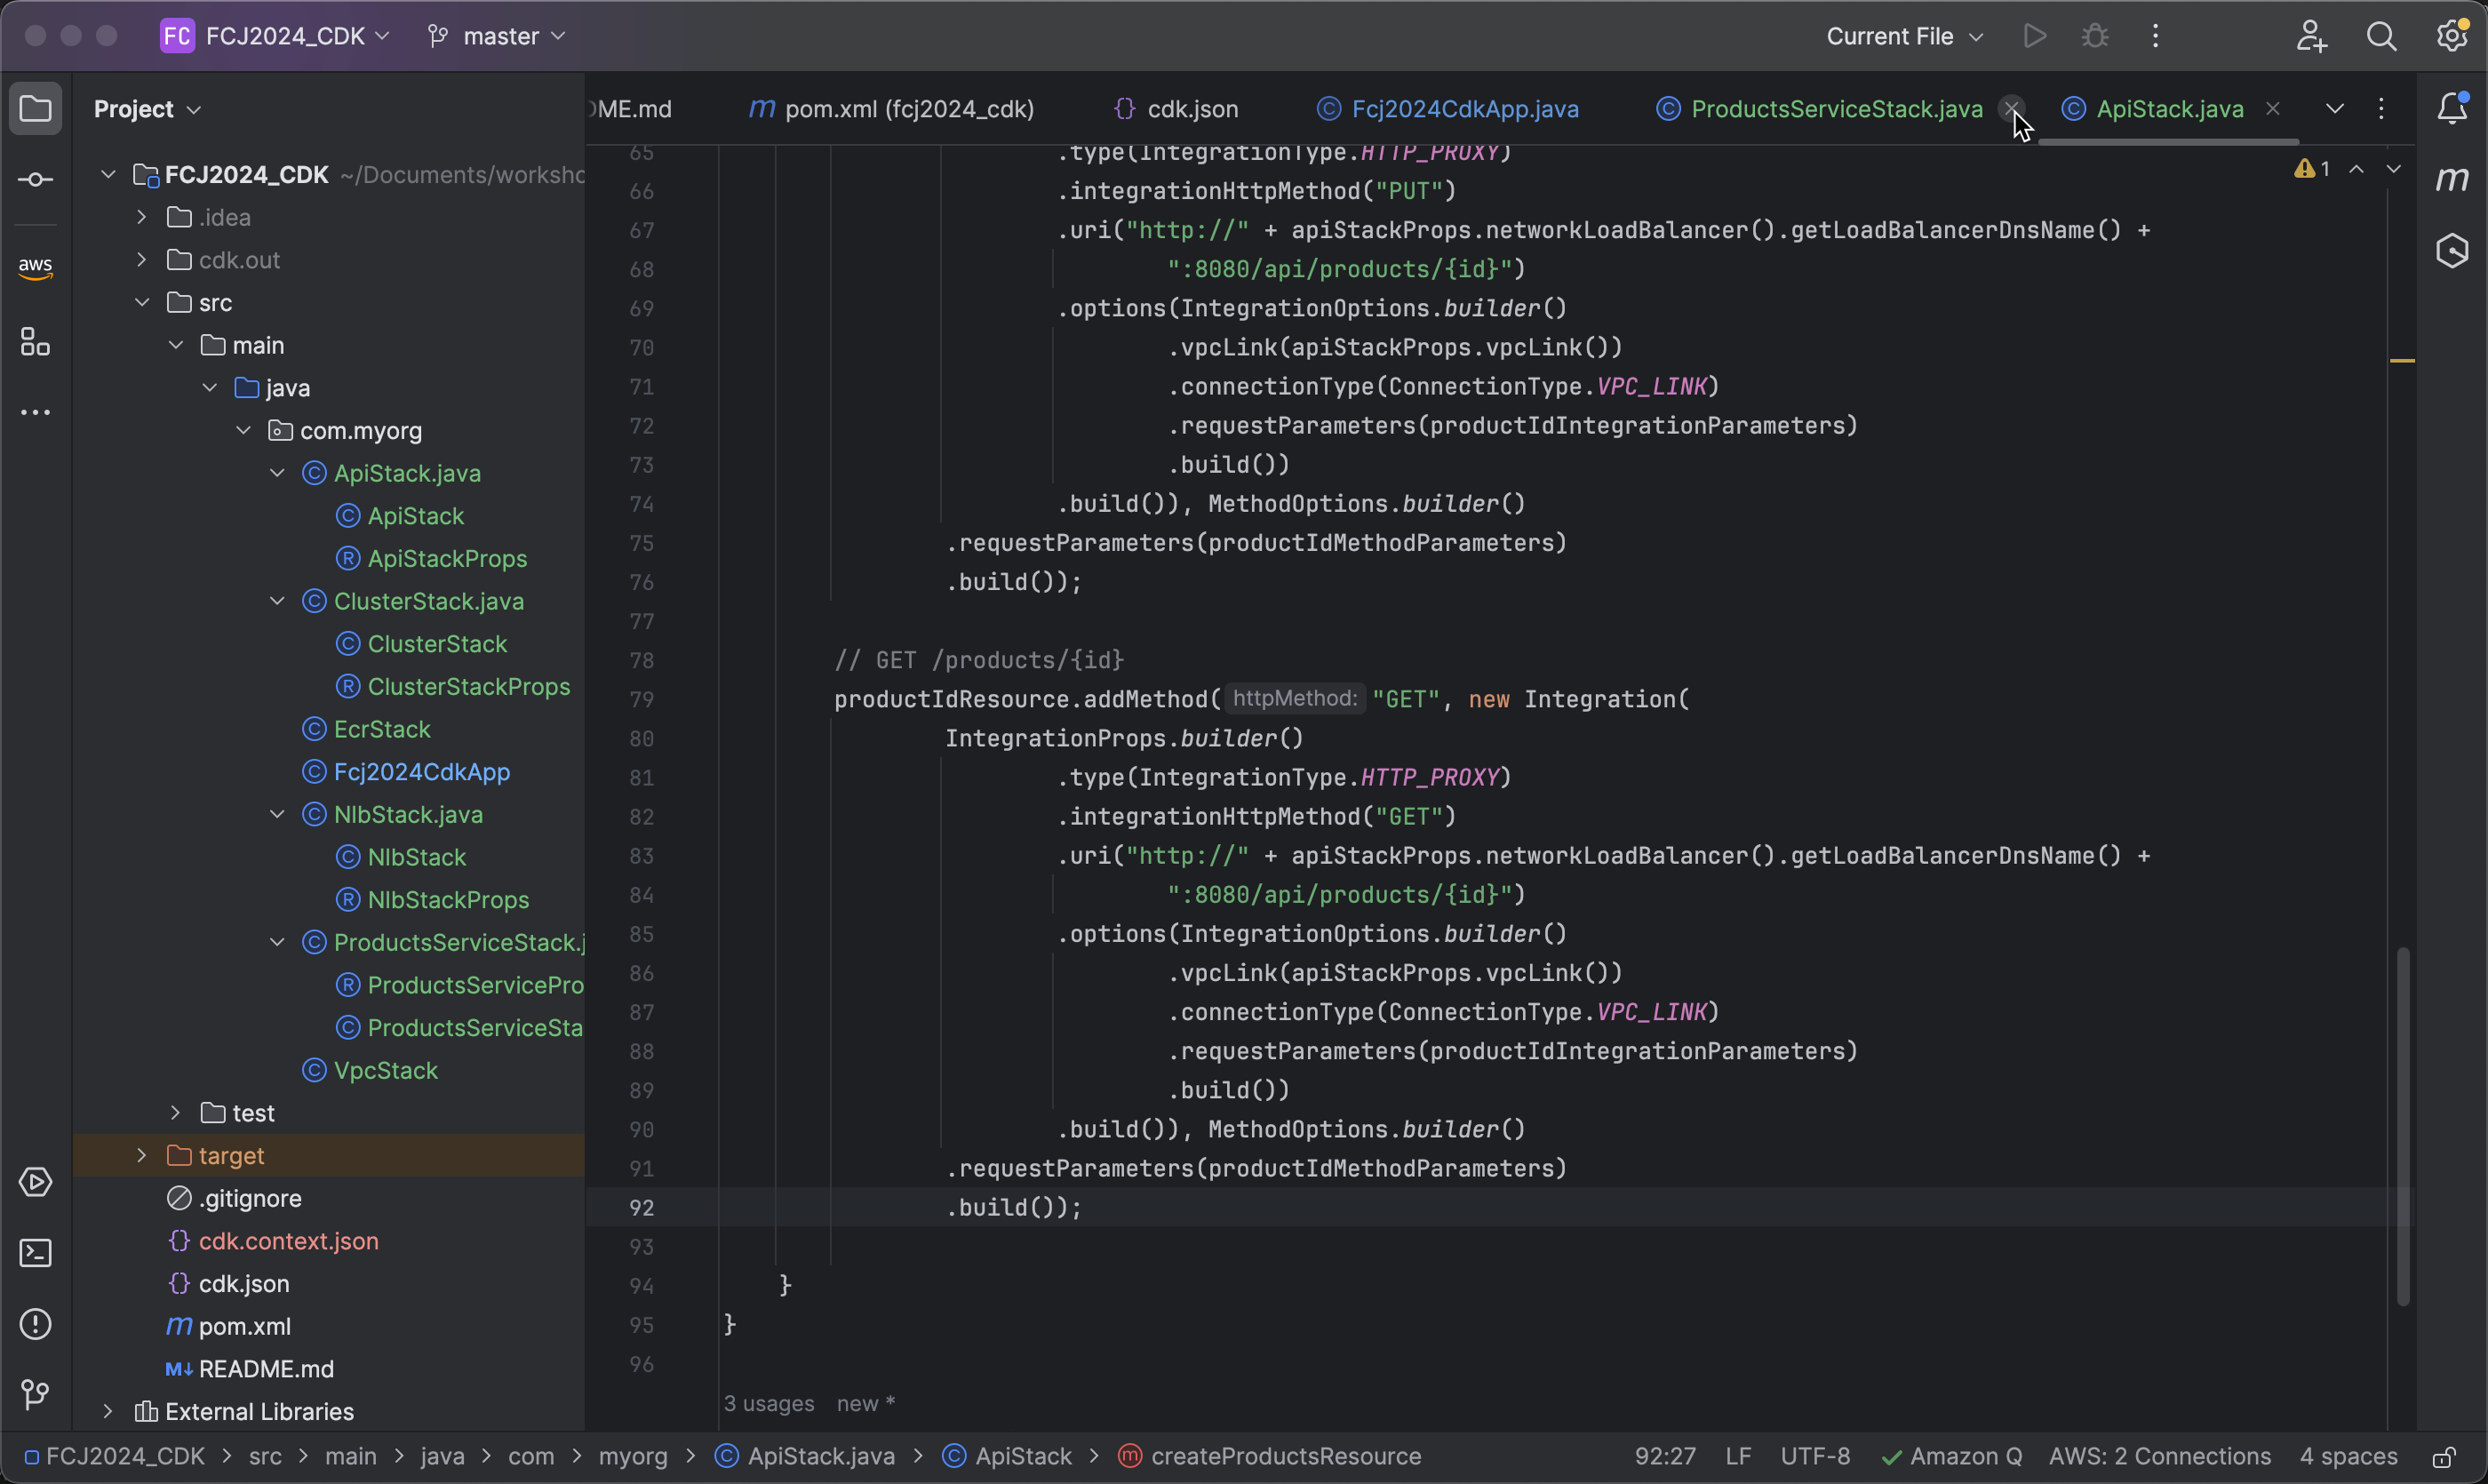 FC FCJ2024_CDK master Current File
Project
ME.md pom.xml (fcj2024_cdk) cdk.json Fcj2024CdkApp.java ProductsServiceStack.java ApiStack.java
FCJ2024_CDK ~/Documents/worksho
.idea
cdk.out
src
main
java
com.myorg
ApiStack.java
ApiStack
ApiStackProps
ClusterStack.java
ClusterStack
ClusterStackProps
EcrStack
Fcj2024CdkApp
NlbStack.java
NlbStack
NlbStackProps
ProductsServiceStack.j
ProductsServicePro
ProductsServiceSta
VpcStack
test
target
.gitignore
cdk.context.json
cdk.json
pom.xml
README.md
External Libraries
aws
1
65 .type(IntegrationType.HTTP_PROXY)
66 .integrationHttpMethod("PUT")
67 .uri("http://" + apiStackProps.networkLoadBalancer().getLoadBalancerDnsName() +
68 ":8080/api/products/{id}")
69 .options(IntegrationOptions.builder()
70 .vpcLink(apiStackProps.vpcLink())
71 .connectionType(ConnectionType.VPC_LINK)
72 .requestParameters(productIdIntegrationParameters)
73 .build())
74 .build()), MethodOptions.builder()
75 .requestParameters(productIdMethodParameters)
76 .build());
77
78 // GET /products/{id}
79 productIdResource.addMethod( httpMethod: "GET", new Integration(
80 IntegrationProps.builder()
81 .type(IntegrationType.HTTP_PROXY)
82 .integrationHttpMethod("GET")
83 .uri("http://" + apiStackProps.networkLoadBalancer().getLoadBalancerDnsName() +
84 ":8080/api/products/{id}")
85 .options(IntegrationOptions.builder()
86 .vpcLink(apiStackProps.vpcLink())
87 .connectionType(ConnectionType.VPC_LINK)
88 .requestParameters(productIdIntegrationParameters)
89 .build())
90 .build()), MethodOptions.builder()
91 .requestParameters(productIdMethodParameters)
92 .build());
93
94 }
95 }
96
3 usages new *
FCJ2024_CDK > src > main > java > com > myorg > ApiStack.java > ApiStack > createProductsResource 92:27 LF UTF-8 Amazon Q AWS: 2 Connections 4 spaces